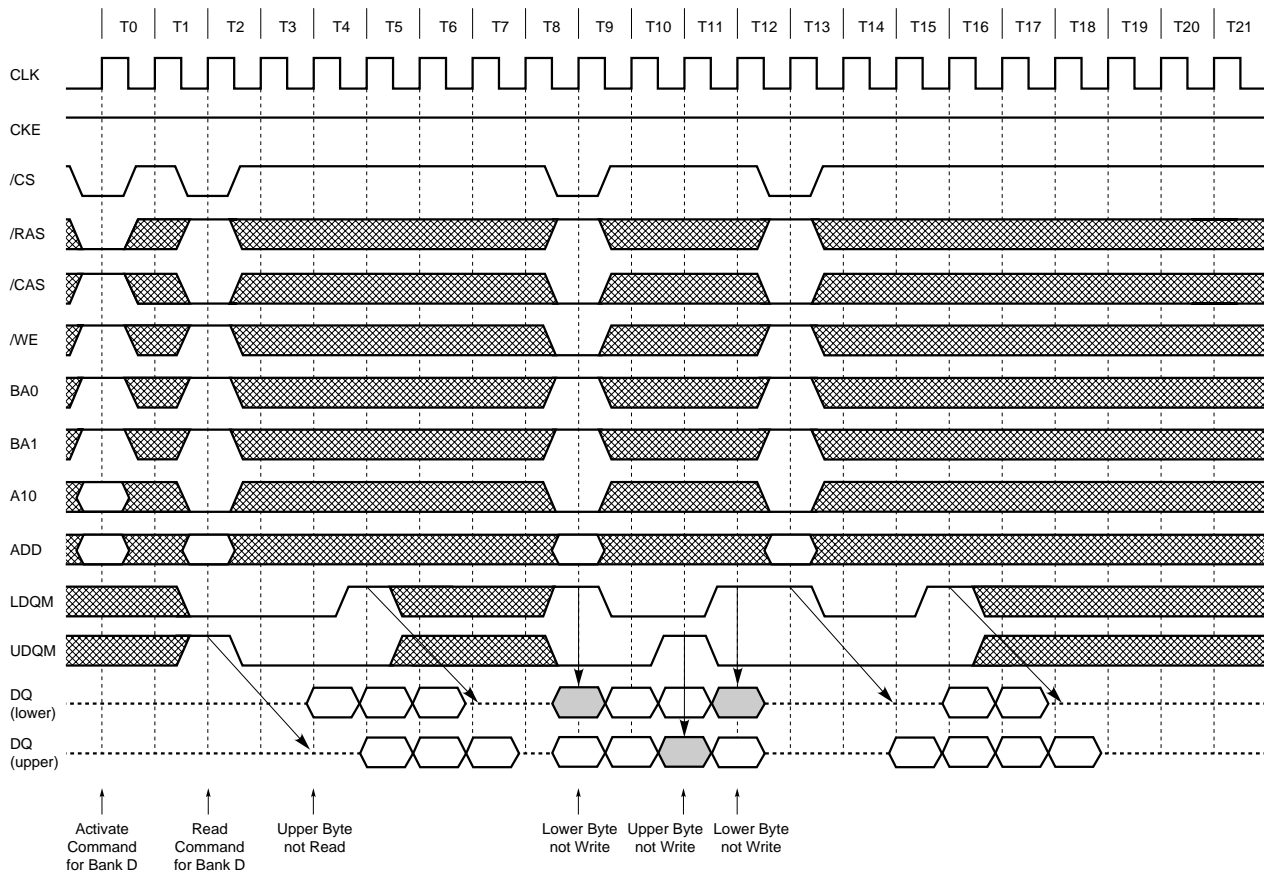 T0 T1 T2 T3 T4 T5 T6 T7 T8 T9 T10 T11 T12 T13 T14 T15 T16 T17 T18 T19 T20 T21
CLK
CKE
/CS
/RAS
/CAS
/WE
BA0
BA1
A10
ADD
LDQM
UDQM
DQ
(lower)
DQ
(upper)
Activate
Command
for Bank D
Read
Command
for Bank D
Upper Byte
not Read
Lower Byte
not Write
Upper Byte
not Write
Lower Byte
not Write